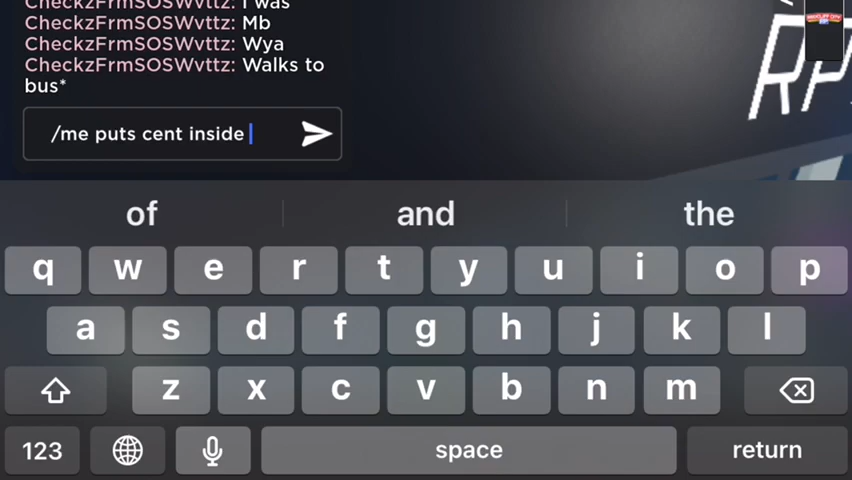 CheckzFrmSOSWvttz: I was
CheckzFrmSOSWvttz: Mb
CheckzFrmSOSWvttz: Wya
CheckzFrmSOSWvttz: Walks to
bus*
/me puts cent inside
RP
of and the
q w e r t y u i o p
a s d f g h j k l
z x c v b n m
123 space return